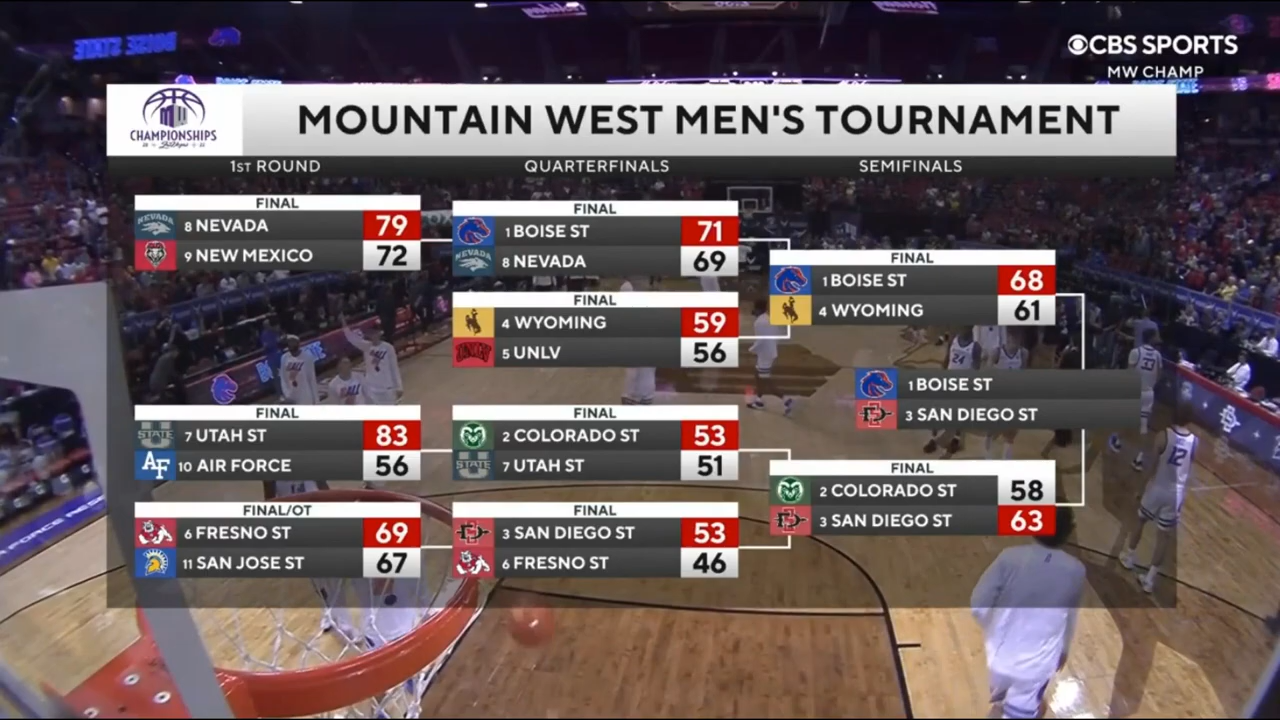 BOISE STATE
CBS SPORTS
MW CHAMP
CHAMPIONSHIPS
MOUNTAIN WEST MEN'S TOURNAMENT
1ST ROUND
QUARTERFINALS
SEMIFINALS
FINAL
8 NEVADA 79
9 NEW MEXICO 72
FINAL
1 BOISE ST 71
8 NEVADA 69
FINAL
4 WYOMING 59
5 UNLV 56
FINAL
1 BOISE ST 68
4 WYOMING 61
1 BOISE ST
3 SAN DIEGO ST
FINAL
7 UTAH ST 83
10 AIR FORCE 56
FINAL/OT
6 FRESNO ST 69
11 SAN JOSE ST 67
FINAL
2 COLORADO ST 53
7 UTAH ST 51
FINAL
3 SAN DIEGO ST 53
6 FRESNO ST 46
FINAL
2 COLORADO ST 58
3 SAN DIEGO ST 63
24
33
12